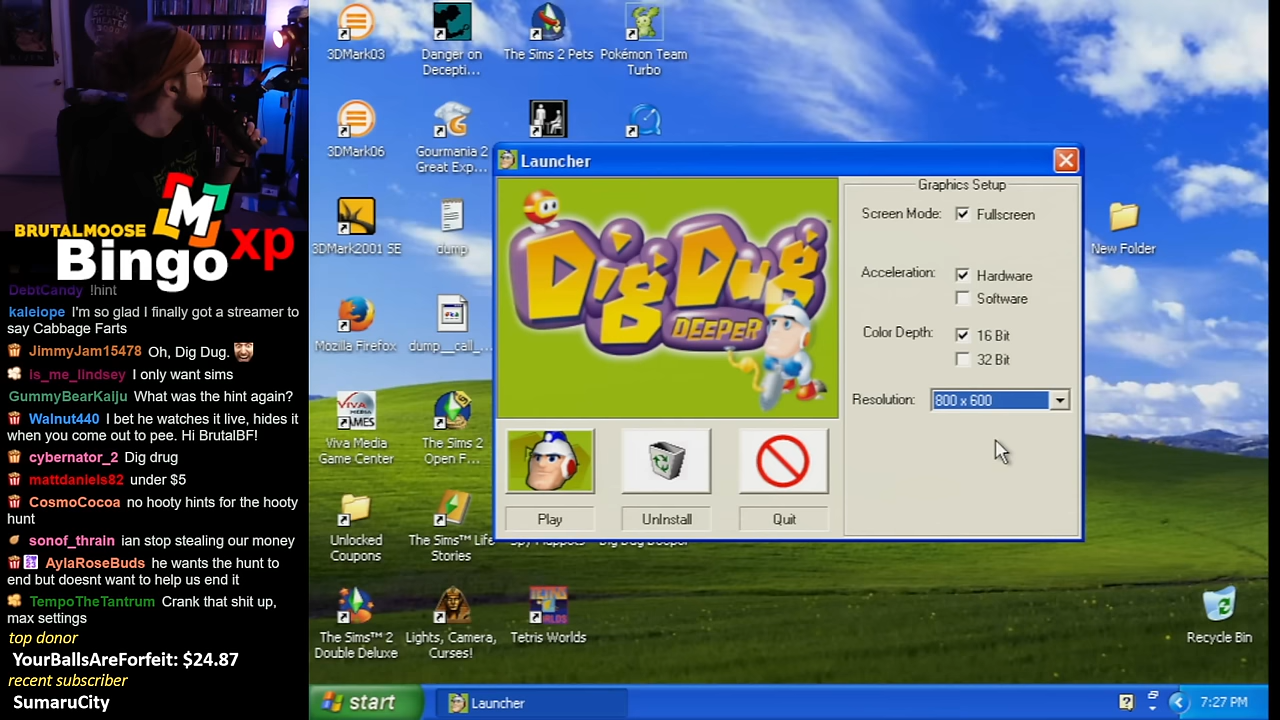 BRUTALMOOSE M
Bingo xp
DebtCandy !hint
kaleiope I'm so glad I finally got a streamer to
say Cabbage Farts
JimmyJam15478 Oh, Dig Dug.
is_me_lindsey I only want sims
GummyBearKaiju What was the hint again?
Walnut440 I bet he watches it live, hides it
when you come out to pee. Hi BrutalBF!
cybernator_2 Dig drug
mattdaniels82 under $5
CosmoCocoa no hooty hints for the hooty
hunt
sonof_thrain ian stop stealing our money
AylaRoseBuds he wants the hunt to
end but doesnt want to help us end it
TempoTheTantrum Crank that shit up,
max settings
top donor
YourBallsAreForfeit: $24.87
recent subscriber
SumaruCity
3DMark03
Danger on
Decepti...
The Sims 2 Pets
Pokémon Team
Turbo
3DMark06
Gourmania 2
Great Exp...
3DMark2001 SE
dump
Mozilla Firefox
dump__call_...
VIVA
MEDIA
GAMES
Viva Media
Game Center
The Sims 2
Open F...
Unlocked
Coupons
The Sims™ Life
Stories
The Sims™ 2
Double Deluxe
Lights, Camera,
Curses!
Tetris Worlds
Launcher
Dig Dug
DEEPER
Play
UnInstall
Quit
Graphics Setup
Screen Mode: Fullscreen
Acceleration: Hardware
Software
Color Depth: 16 Bit
32 Bit
Resolution: 800 x 600
New Folder
Recycle Bin
start
Launcher
7:27 PM